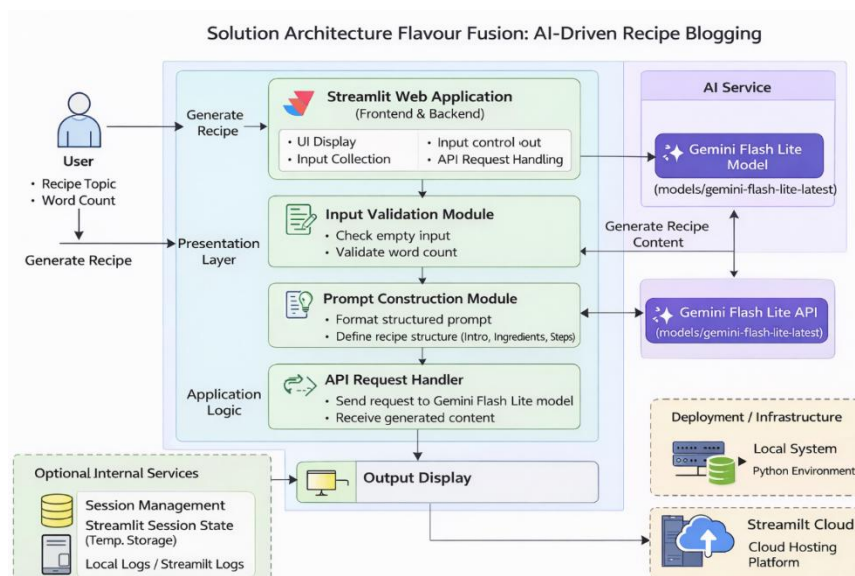 Solution Architecture Flavour Fusion: AI-Driven Recipe Blogging
User
• Recipe Topic
• Word Count
Generate Recipe
Generate
Recipe
Presentation
Layer
Application
Logic
Streamlit Web Application
(Frontend & Backend)
• UI Display
• Input Collection
• Input control out
• API Request Handling
Input Validation Module
• Check empty input
• Validate word count
Prompt Construction Module
• Format structured prompt
• Define recipe structure (Intro, Ingredients, Steps)
API Request Handler
• Send request to Gemini Flash Lite model
• Receive generated content
Output Display
AI Service
Gemini Flash Lite
Model
(models/gemini-flash-lite-latest)
Generate Recipe
Content
Gemini Flash Lite API
(models/gemini-flash-lite-latest)
Deployment / Infrastructure
Local System
Python Environment
Streamilt Cloud
Cloud Hosting
Platform
Optional Internal Services
Session Management
Streamlit Session State
(Temp. Storage)
Local Logs / Streamilt Logs